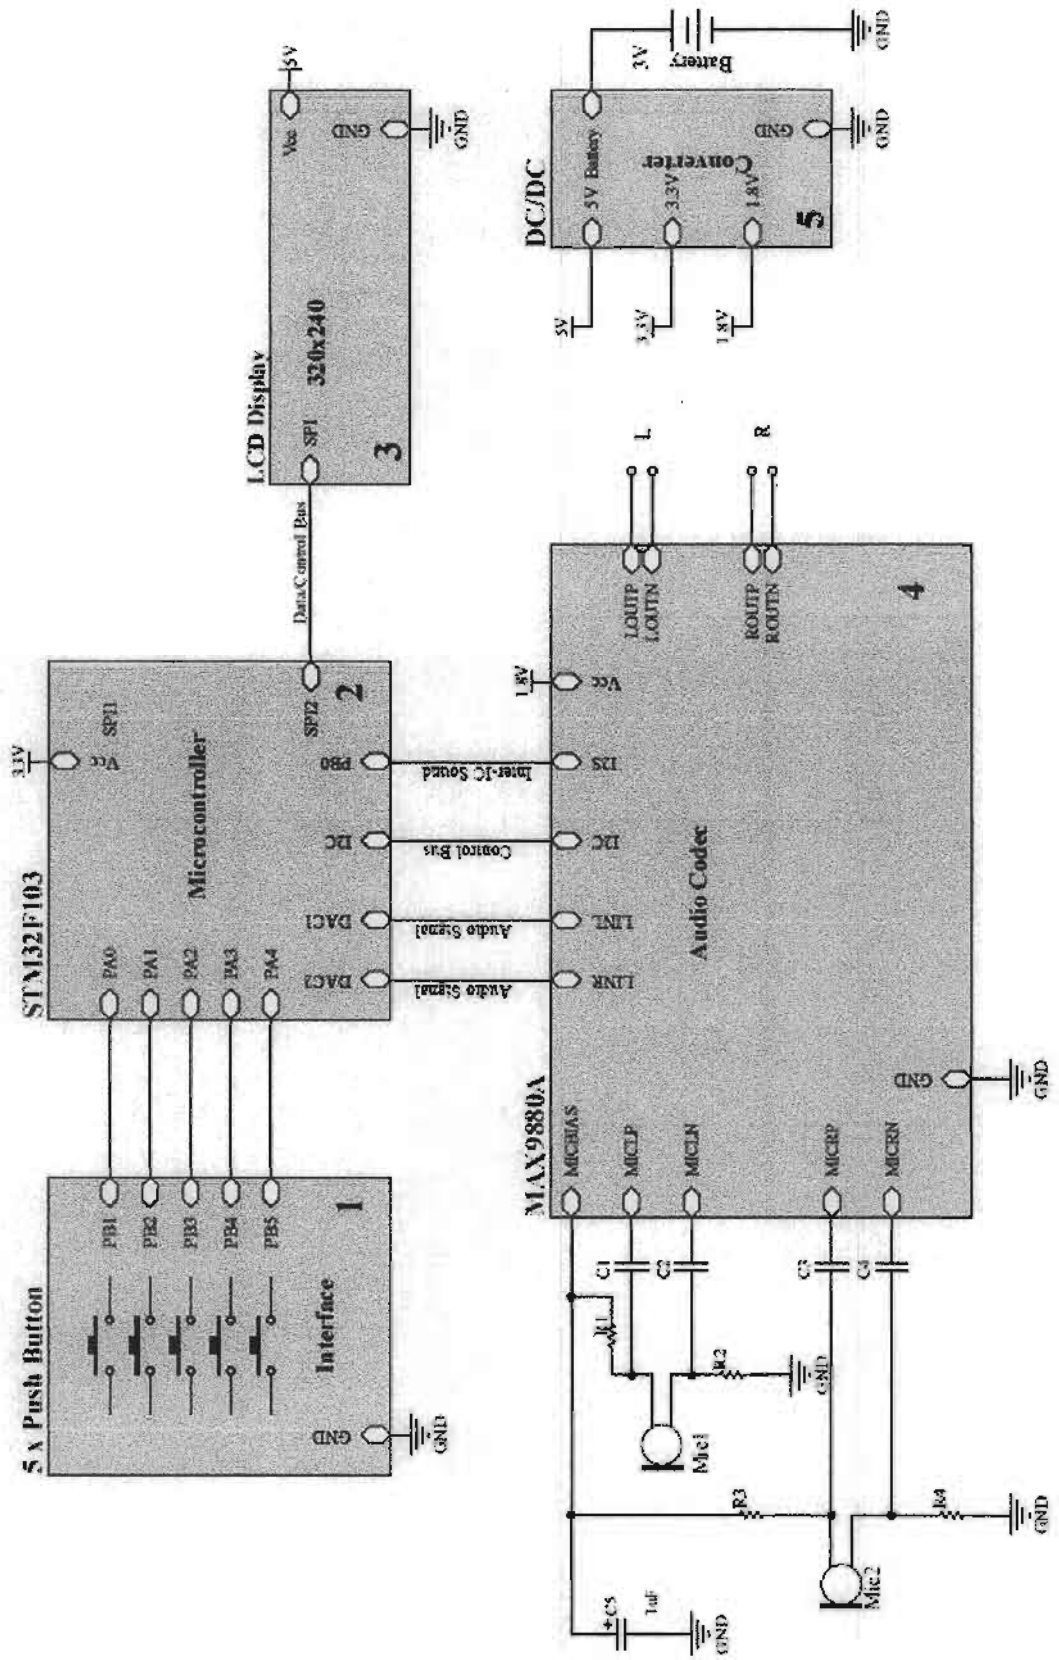 5 x Push Button
PB1
PB2
PB3
PB4
PB5
Interface
1
GND
GND
STM32F103
3.3V
PA0
PA1
PA2
PA3
PA4
Vcc
SPI1
Microcontroller
SPI2
2
DAC2
DAC1
I2C
PB0
Data/Control Bus
LCD Display
SPI
320x240
3
Vcc
5V
GND
GND
Audio Signal
Audio Signal
Control Bus
Inter-IC Sound
MAX9880A
MICBIAS
MICLP
MICLN
MICRP
MICRN
LINR
LINL
I2C
I2S
Vcc
1.8V
Audio Codec
LOUTP
LOUTN
ROUTP
ROUTN
L
R
4
GND
GND
C1
C2
C3
C4
R1
R2
GND
Mic1
R3
R4
GND
Mic2
+C5
1uF
GND
DC/DC
5V
3.3V
1.8V
5V Battery
3.3V
1.8V
Converter
5
GND
GND
3V
Battery
GND